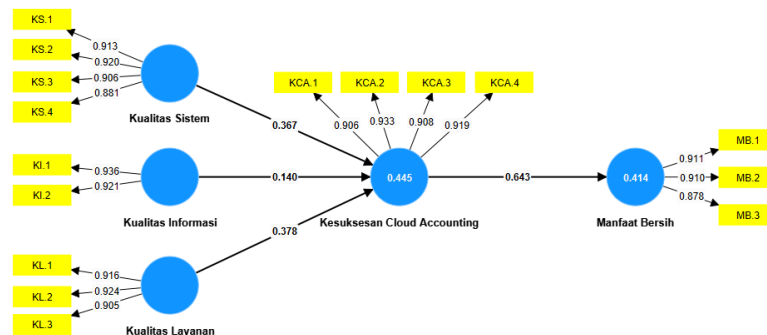 KS.1
KS.2
KS.3
KS.4
0.913
0.920
0.906
0.881
Kualitas Sistem
KI.1
KI.2
0.936
0.921
Kualitas Informasi
KL.1
KL.2
KL.3
0.916
0.924
0.905
Kualitas Layanan
0.367
0.140
0.378
KCA.1
KCA.2
KCA.3
KCA.4
0.906
0.933
0.908
0.919
0.445
Kesuksesan Cloud Accounting
0.643
0.414
Manfaat Bersih
0.911
0.910
0.878
MB.1
MB.2
MB.3